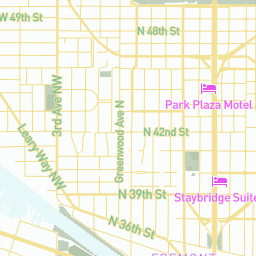 W 49th St
N 48th St
Park Plaza Motel
3rd Ave NW
Greenwood Ave N
N 42nd St
Leary Way NW
N 39th St
Staybridge Suite
N 36th St
FREMONT